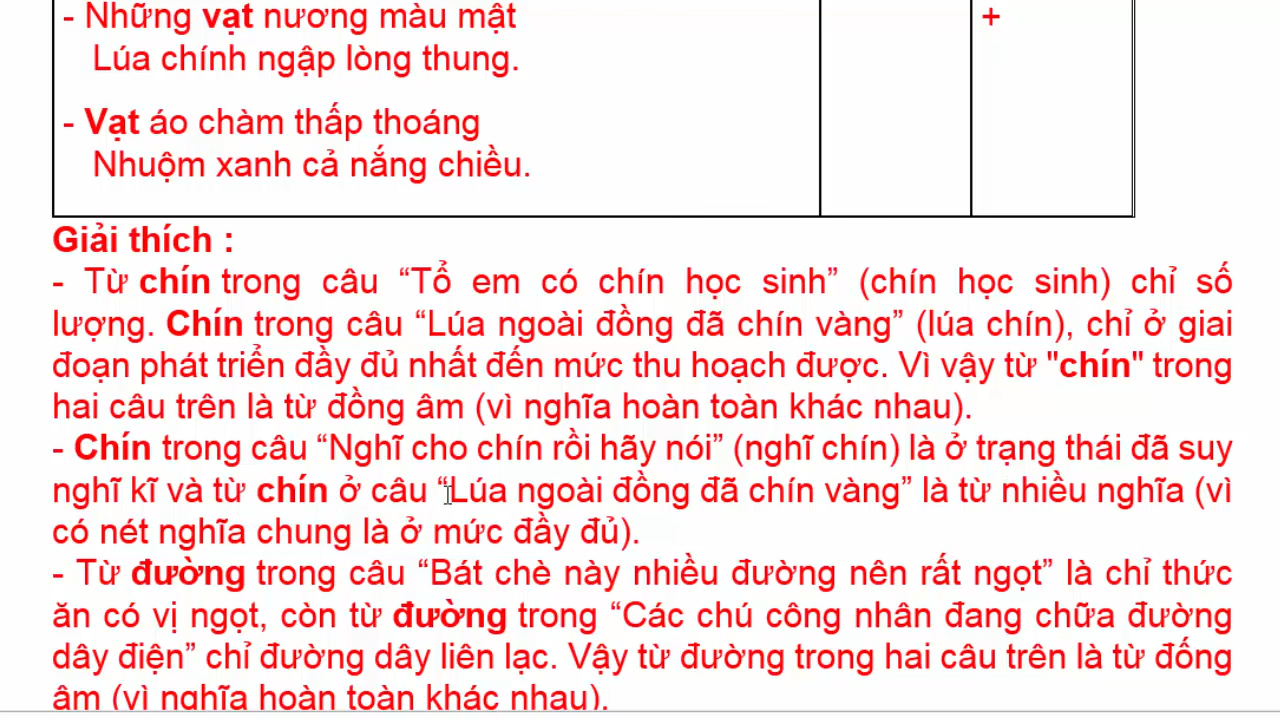 - Những vạt nương màu mật
+
Lúa chính ngập lòng thung.
- Vạt áo chàm thấp thoáng
Nhuộm xanh cả nắng chiều.
Giải thích :
- Từ chín trong câu “Tổ em có chín học sinh” (chín học sinh) chỉ số
lượng. Chín trong câu “Lúa ngoài đồng đã chín vàng” (lúa chín), chỉ ở giai
đoạn phát triển đầy đủ nhất đến mức thu hoạch được. Vì vậy từ "chín" trong
hai câu trên là từ đồng âm (vì nghĩa hoàn toàn khác nhau).
- Chín trong câu “Nghĩ cho chín rồi hãy nói” (nghĩ chín) là ở trạng thái đã suy
nghĩ kĩ và từ chín ở câu “Lúa ngoài đồng đã chín vàng” là từ nhiều nghĩa (vì
có nét nghĩa chung là ở mức đầy đủ).
- Từ đường trong câu “Bát chè này nhiều đường nên rất ngọt” là chỉ thức
ăn có vị ngọt, còn từ đường trong “Các chú công nhân đang chữa đường
dây điện” chỉ đường dây liên lạc. Vậy từ đường trong hai câu trên là từ đống
âm (vì nghĩa hoàn toàn khác nhau).